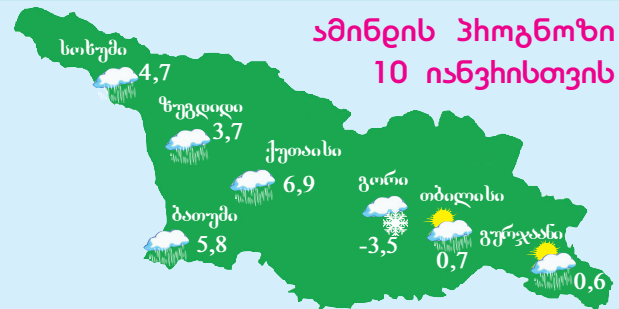 ამინდის პროგნოზი
10 იანვრისთვის
სოხუმი
4,7
ზუგდიდი
3,7
ქუთაისი
6,9
გორი
-3,5
თბილისი
0,7
გურჯაანი
0,6
ბათუმი
5,8